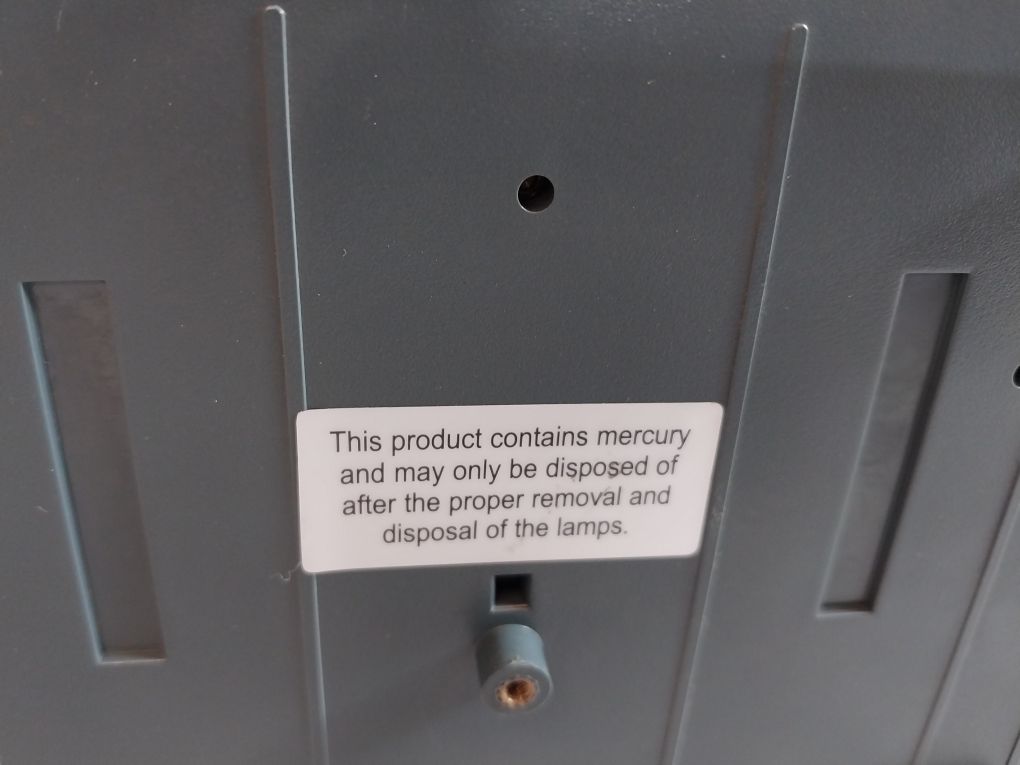 This product contains mercury
and may only be disposed of
after the proper removal and
disposal of the lamps.